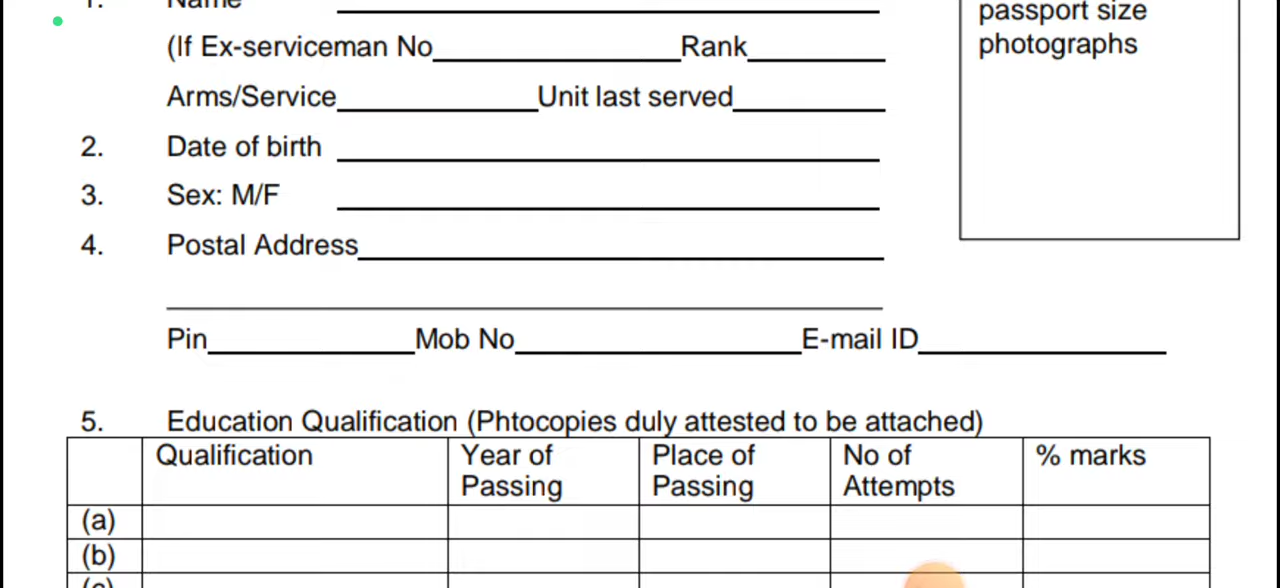 1. Name
passport size
photographs
(If Ex-serviceman No Rank
Arms/Service Unit last served
2. Date of birth
3. Sex: M/F
4. Postal Address
Pin Mob No E-mail ID
5. Education Qualification (Phtocopies duly attested to be attached)
Qualification Year of Passing Place of Passing No of Attempts % marks
(a)
(b)
(c)